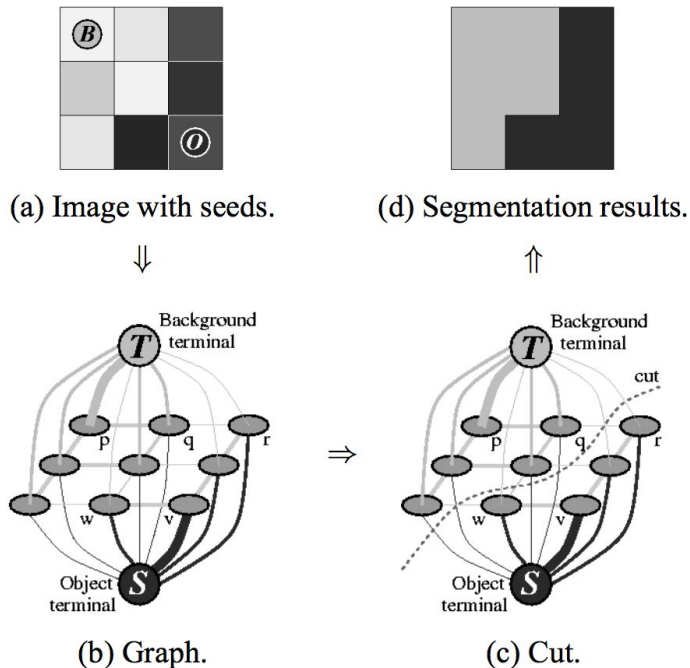 B
O
(a) Image with seeds.
(d) Segmentation results.
⇓
⇑
Background
terminal
T
p
q
r
w
v
Object
terminal
S
(b) Graph.
⇒
Background
terminal
T
cut
p
q
r
w
v
Object
terminal
S
(c) Cut.